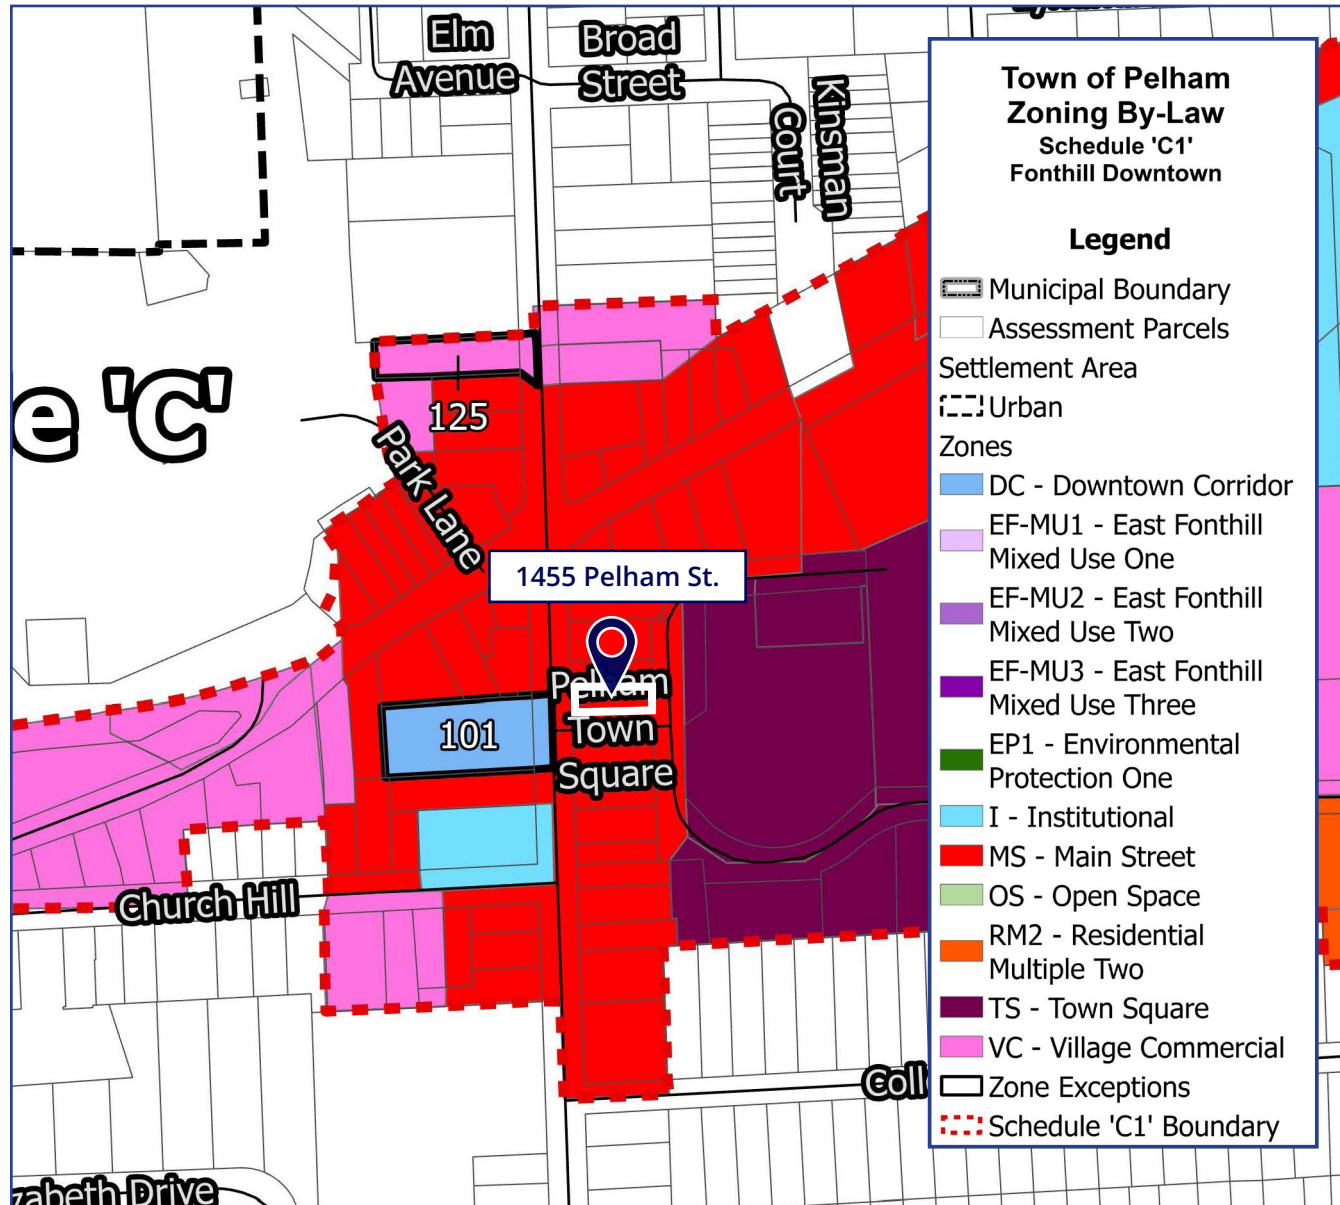 Elm
Avenue
Broad
Street
Kinsman
Court
e 'C'
125
Park Lane
1455 Pelham St.
Pelham
Town
Square
101
Church Hill
Coll
zabeth Drive
Town of Pelham
Zoning By-Law
Schedule 'C1'
Fonthill Downtown
Legend
Municipal Boundary
Assessment Parcels
Settlement Area
Urban
Zones
DC - Downtown Corridor
EF-MU1 - East Fonthill
Mixed Use One
EF-MU2 - East Fonthill
Mixed Use Two
EF-MU3 - East Fonthill
Mixed Use Three
EP1 - Environmental
Protection One
I - Institutional
MS - Main Street
OS - Open Space
RM2 - Residential
Multiple Two
TS - Town Square
VC - Village Commercial
Zone Exceptions
Schedule 'C1' Boundary